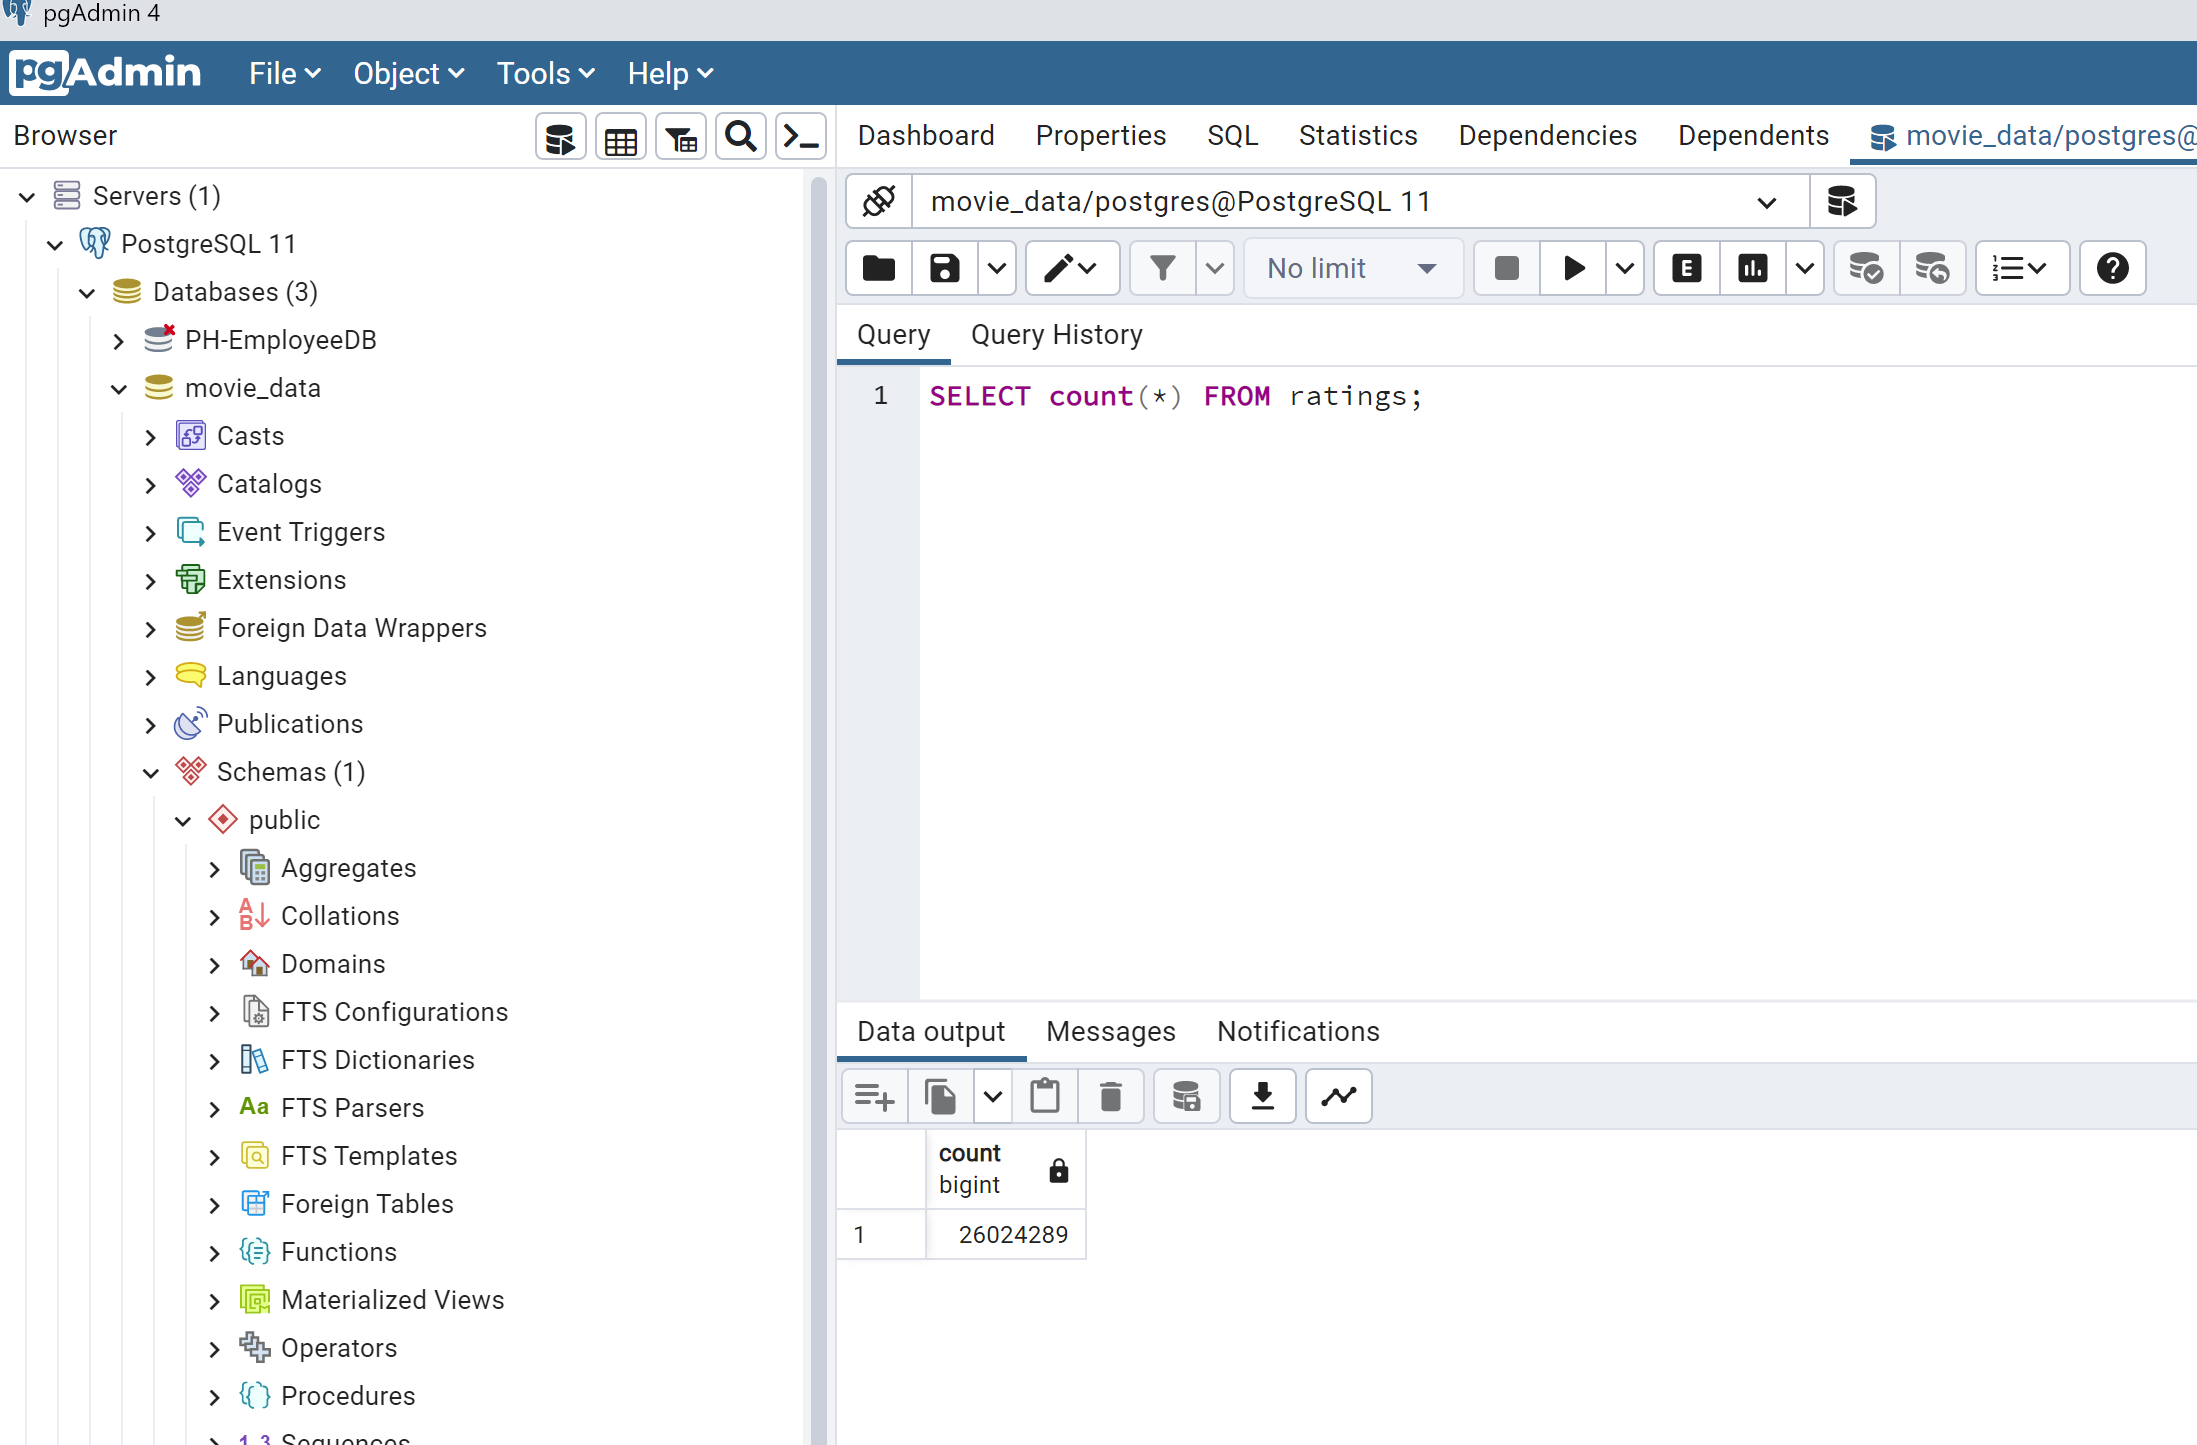 pgAdmin 4
pgAdmin File Object Tools Help
Browser
Dashboard Properties SQL Statistics Dependencies Dependents movie_data/postgres@
Servers (1)
PostgreSQL 11
Databases (3)
PH-EmployeeDB
movie_data
Casts
Catalogs
Event Triggers
Extensions
Foreign Data Wrappers
Languages
Publications
Schemas (1)
public
Aggregates
Collations
Domains
FTS Configurations
FTS Dictionaries
Aa FTS Parsers
FTS Templates
Foreign Tables
Functions
Materialized Views
Operators
Procedures
1..3 Sequences
movie_data/postgres@PostgreSQL 11
No limit
Query Query History
1 SELECT count(*) FROM ratings;
Data output Messages Notifications
count
bigint
1 26024289